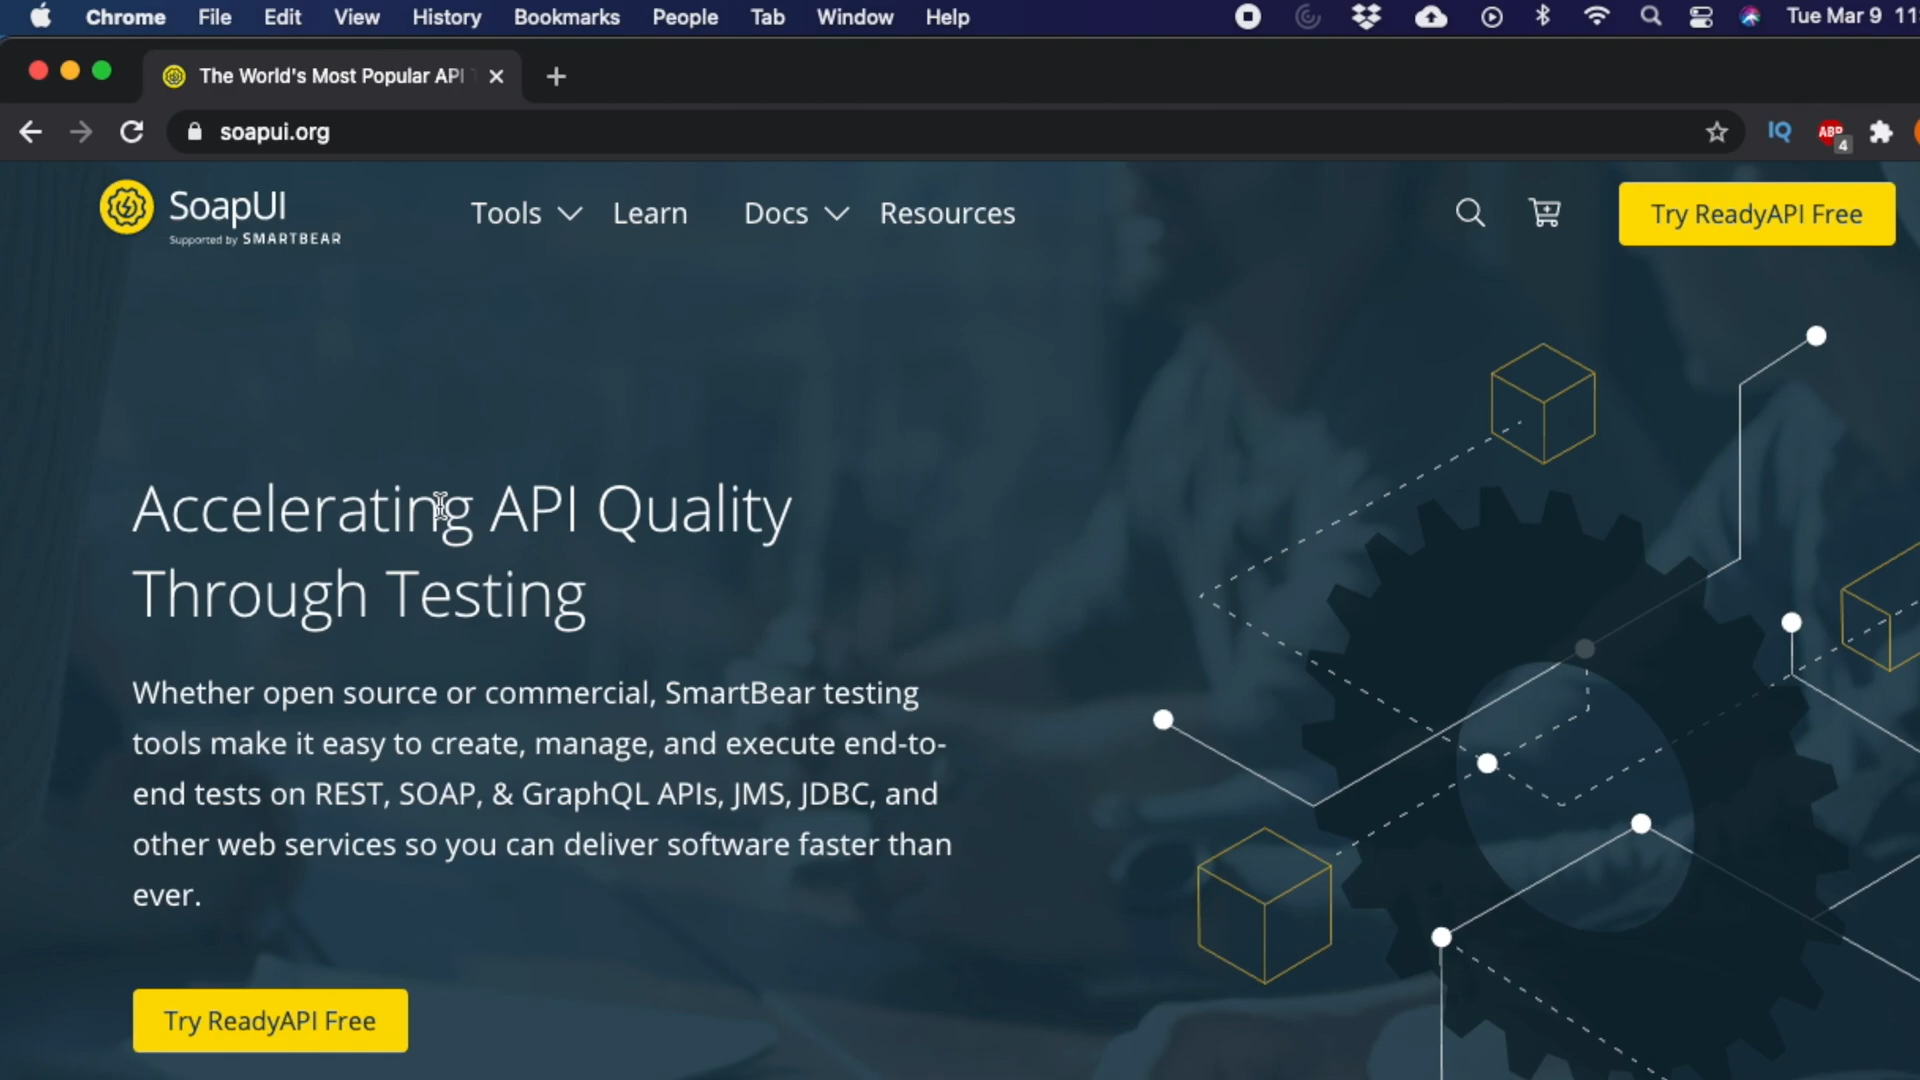 Chrome File Edit View History Bookmarks People Tab Window Help Tue Mar 9 11
The World's Most Popular API
soapui.org IQ ABP 4
SoapUI
Supported by SMARTBEAR
Tools Learn Docs Resources Try ReadyAPI Free
Accelerating API Quality
Through Testing
Whether open source or commercial, SmartBear testing
tools make it easy to create, manage, and execute end-to-
end tests on REST, SOAP, & GraphQL APIs, JMS, JDBC, and
other web services so you can deliver software faster than
ever.
Try ReadyAPI Free